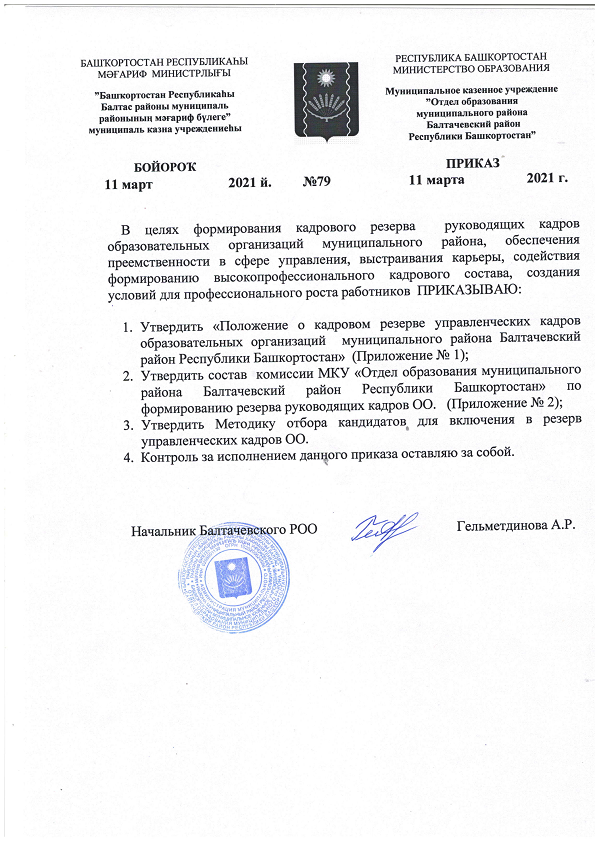 БАШҠОРТОСТАН РЕСПУБЛИКАҺЫ
МӘҒАРИФ МИНИСТРЛЫҒЫ
"Башҡортостан Республикаһы
Балтас районы муниципаль
районының мәғариф бүлеге"
муниципаль казна учреждениеһы
РЕСПУБЛИКА БАШКОРТОСТАН
МИНИСТЕРСТВО ОБРАЗОВАНИЯ
Муниципальное казенное учреждение
"Отдел образования
муниципального района
Балтачевский район
Республики Башкортостан"
БОЙОРОҠ
11 март 2021 й. №79
ПРИКАЗ
11 марта 2021 г.
В целях формирования кадрового резерва руководящих кадров
образовательных организаций муниципального района, обеспечения
преемственности в сфере управления, выстраивания карьеры, содействия
формированию высокопрофессионального кадрового состава, создания
условий для профессионального роста работников ПРИКАЗЫВАЮ:
1. Утвердить «Положение о кадровом резерве управленческих кадров
образовательных организаций муниципального района Балтачевский
район Республики Башкортостан» (Приложение № 1);
2. Утвердить состав комиссии МКУ «Отдел образования муниципального
района Балтачевский район Республики Башкортостан» по
формированию резерва руководящих кадров ОО. (Приложение № 2);
3. Утвердить Методику отбора кандидатов для включения в резерв
управленческих кадров ОО.
4. Контроль за исполнением данного приказа оставляю за собой.
Начальник Балтачевского РОО Гельметдинова А.Р.